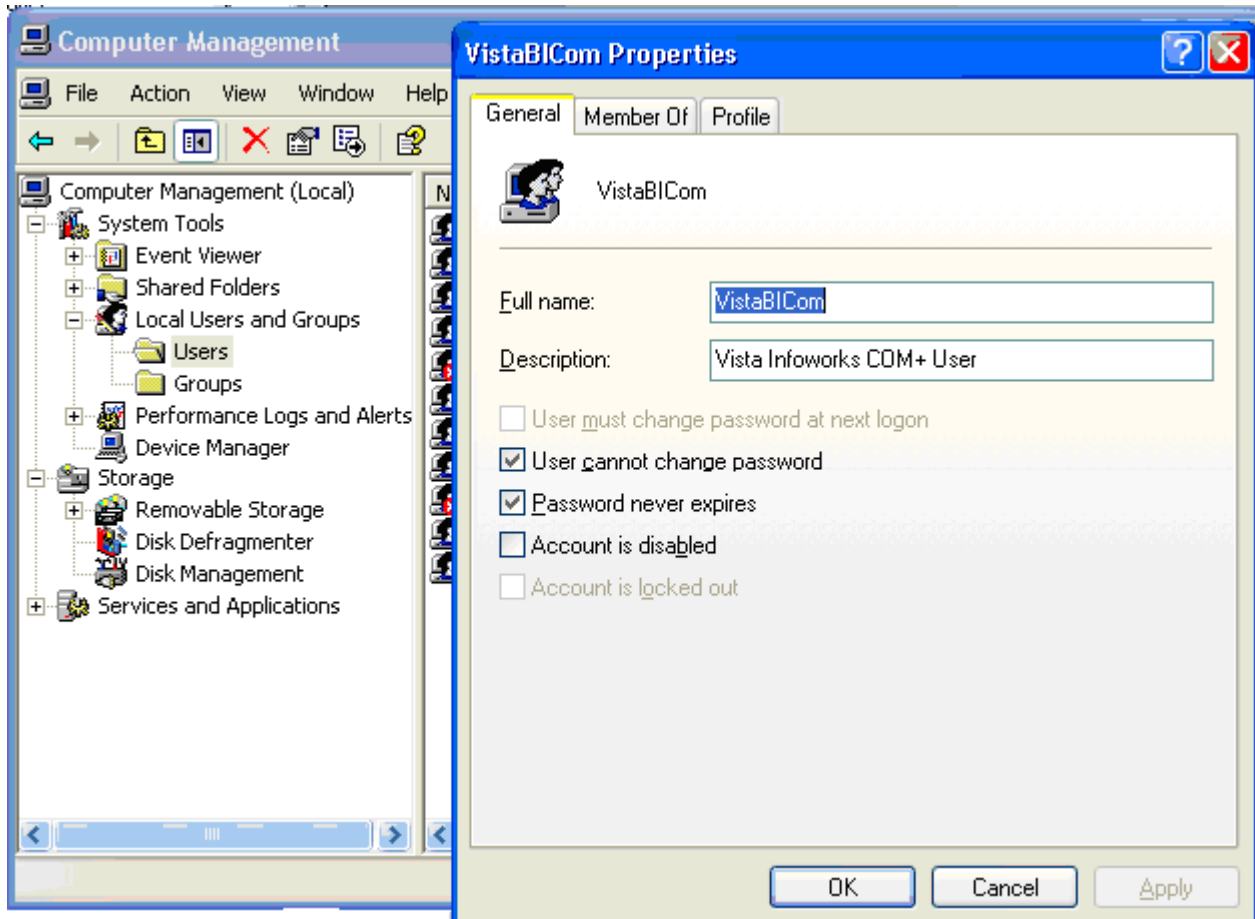 Computer Management
File Action View Window Help
Computer Management (Local)
System Tools
Event Viewer
Shared Folders
Local Users and Groups
Users
Groups
Performance Logs and Alerts
Device Manager
Storage
Removable Storage
Disk Defragmenter
Disk Management
Services and Applications
N
VistaBICom Properties
General Member Of Profile
VistaBICom
Full name: VistaBICom
Description: Vista Infoworks COM+ User
User must change password at next logon
User cannot change password
Password never expires
Account is disabled
Account is locked out
OK Cancel Apply